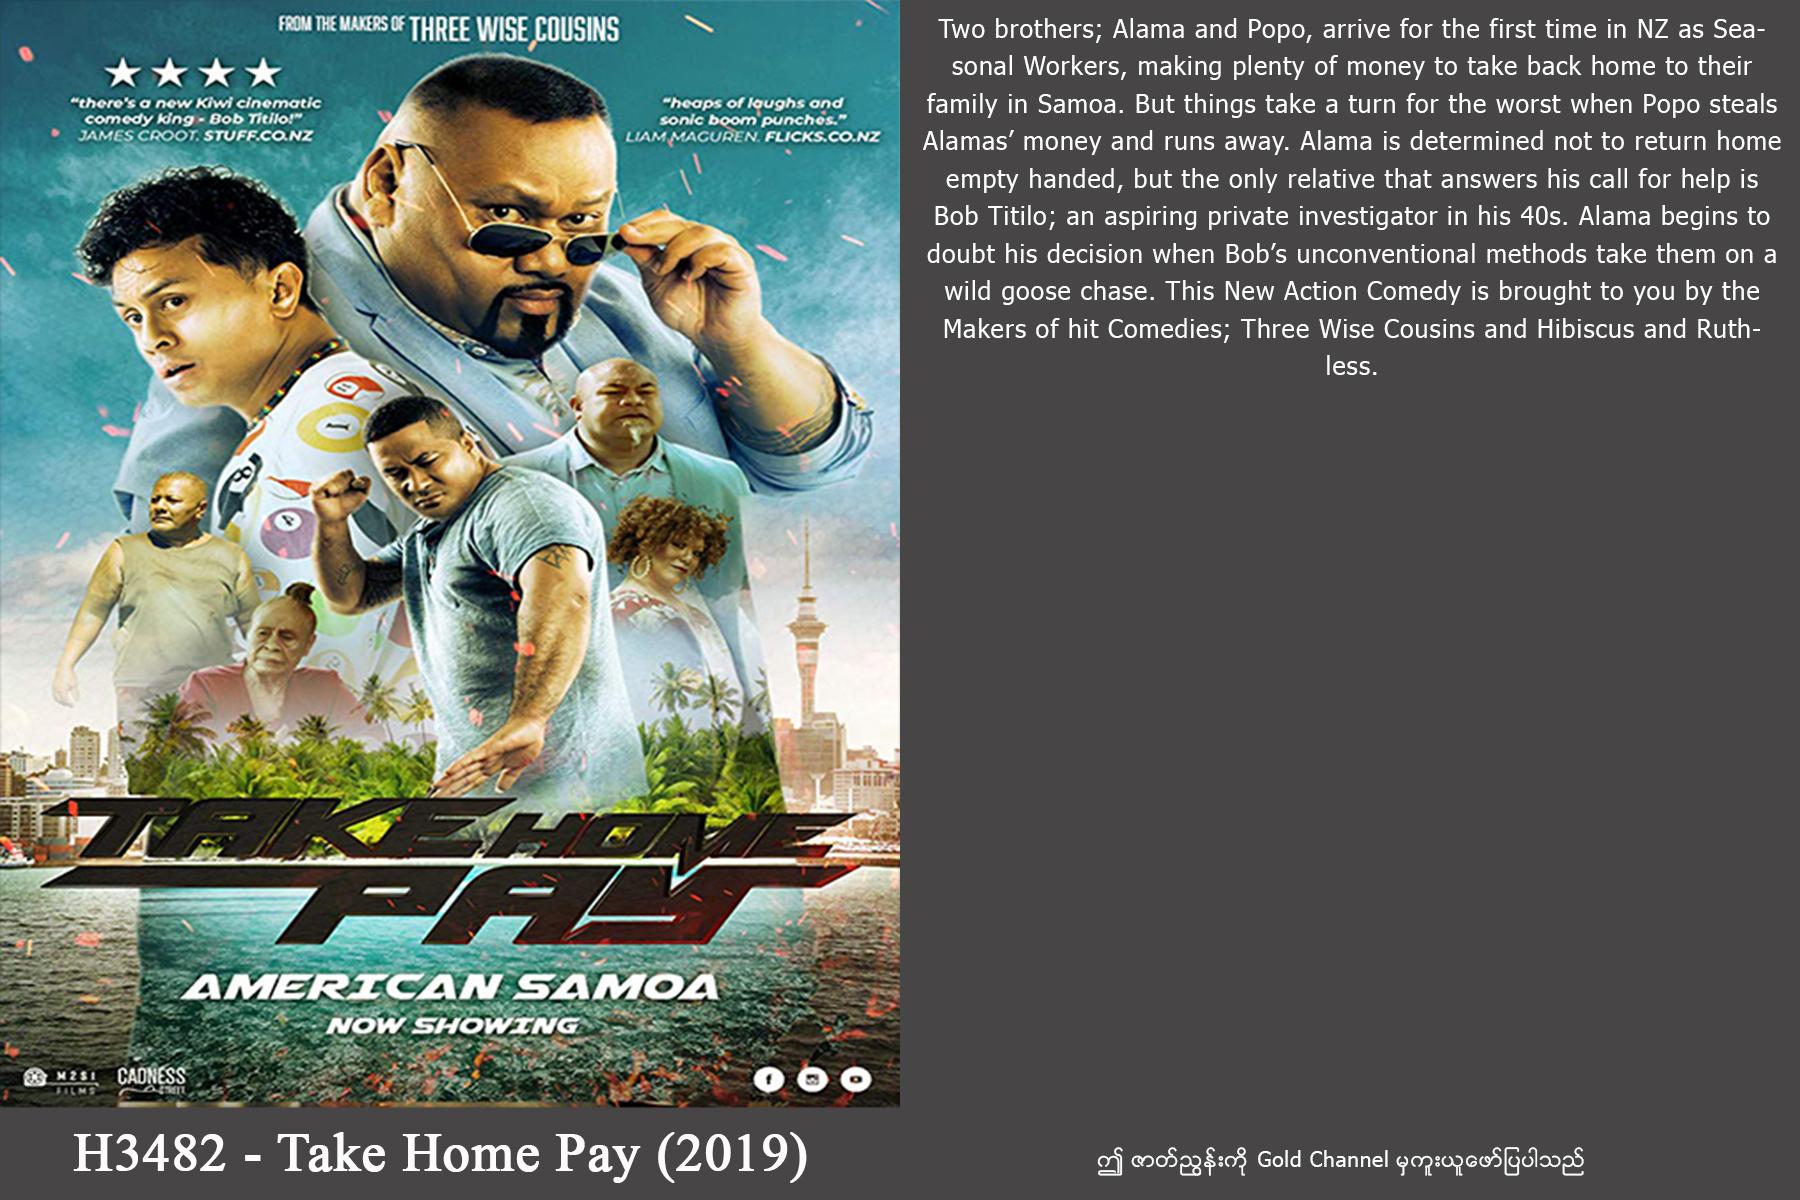 FROM THE MAKERS OF THREE WISE COUSINS
“there’s a new Kiwi cinematic
comedy king - Bob Titilo!”
JAMES CROOT. STUFF.CO.NZ
“heaps of laughs and
sonic boom punches.”
LIAM MAGUREN. FLICKS.CO.NZ
8
TAKE HOME
PAY
AMERICAN SAMOA
NOW SHOWING
M2S1
FILMS
CADNESS
STREET
H3482 - Take Home Pay (2019)
Two brothers; Alama and Popo, arrive for the first time in NZ as Sea-
sonal Workers, making plenty of money to take back home to their
family in Samoa. But things take a turn for the worst when Popo steals
Alamas’ money and runs away. Alama is determined not to return home
empty handed, but the only relative that answers his call for help is
Bob Titilo; an aspiring private investigator in his 40s. Alama begins to
doubt his decision when Bob’s unconventional methods take them on a
wild goose chase. This New Action Comedy is brought to you by the
Makers of hit Comedies; Three Wise Cousins and Hibiscus and Ruth-
less.
ဤ ဇာတ်ညွှန်းကို Gold Channel မှကူးယူဖော်ပြပါသည်